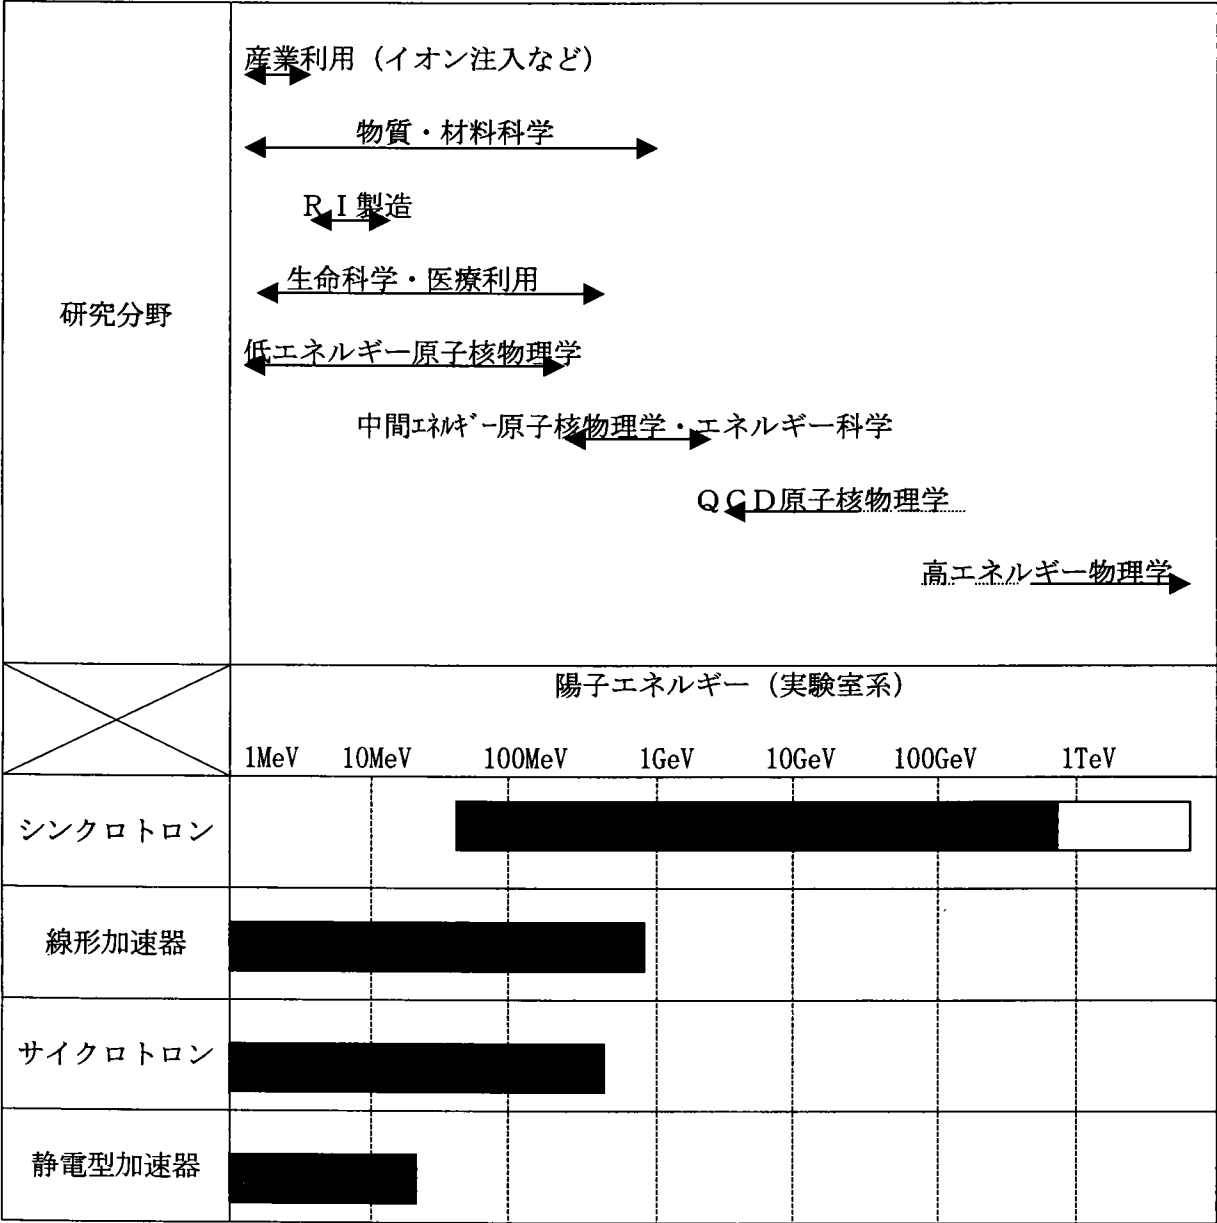 産業利用（イオン注入など）
物質・材料科学
ＲＩ製造
生命科学・医療利用
研究分野
低エネルギー原子核物理学
中間ｴﾈﾙｷﾞｰ原子核物理学・エネルギー科学
ＱＣＤ原子核物理学
高エネルギー物理学
陽子エネルギー（実験室系）
1MeV 10MeV 100MeV 1GeV 10GeV 100GeV 1TeV
シンクロトロン
線形加速器
サイクロトロン
静電型加速器